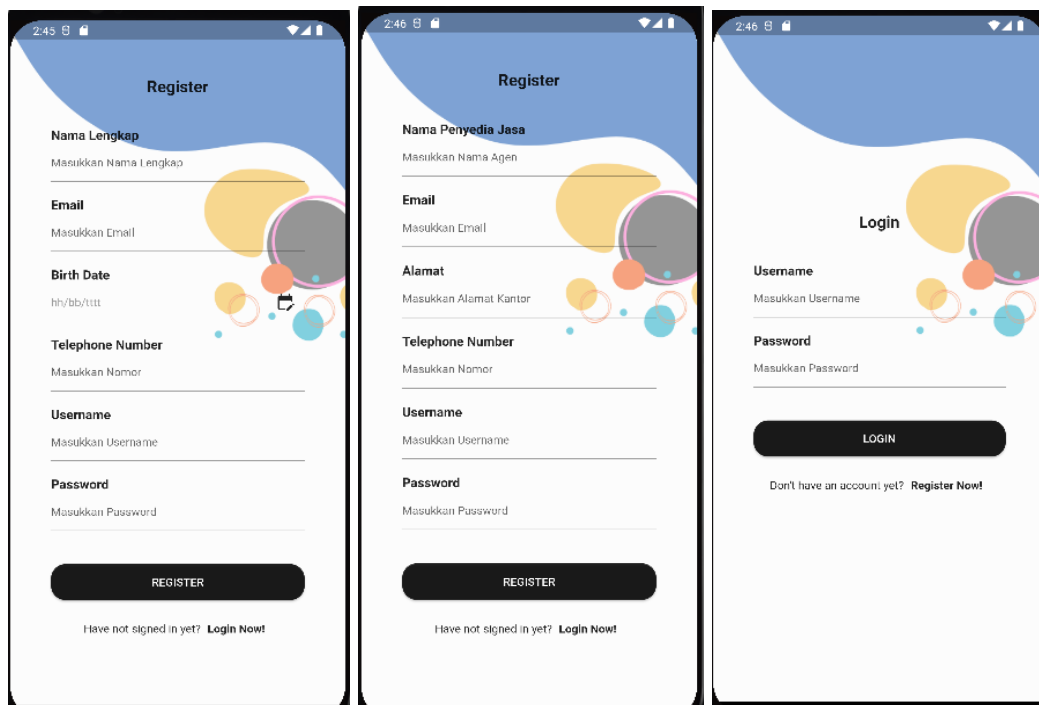 2:45
Register
Nama Lengkap
Masukkan Nama Lengkap
Email
Masukkan Email
Birth Date
hh/bb/tttt
Telephone Number
Masukkan Nomor
Username
Masukkan Username
Password
Masukkan Password
REGISTER
Have not signed in yet? Login Now!
2:46
Register
Nama Penyedia Jasa
Masukkan Nama Agen
Email
Masukkan Email
Alamat
Masukkan Alamat Kantor
Telephone Number
Masukkan Nomor
Username
Masukkan Username
Password
Masukkan Password
REGISTER
Have not signed in yet? Login Now!
2:46
Login
Username
Masukkan Username
Password
Masukkan Password
LOGIN
Don't have an account yet? Register Now!